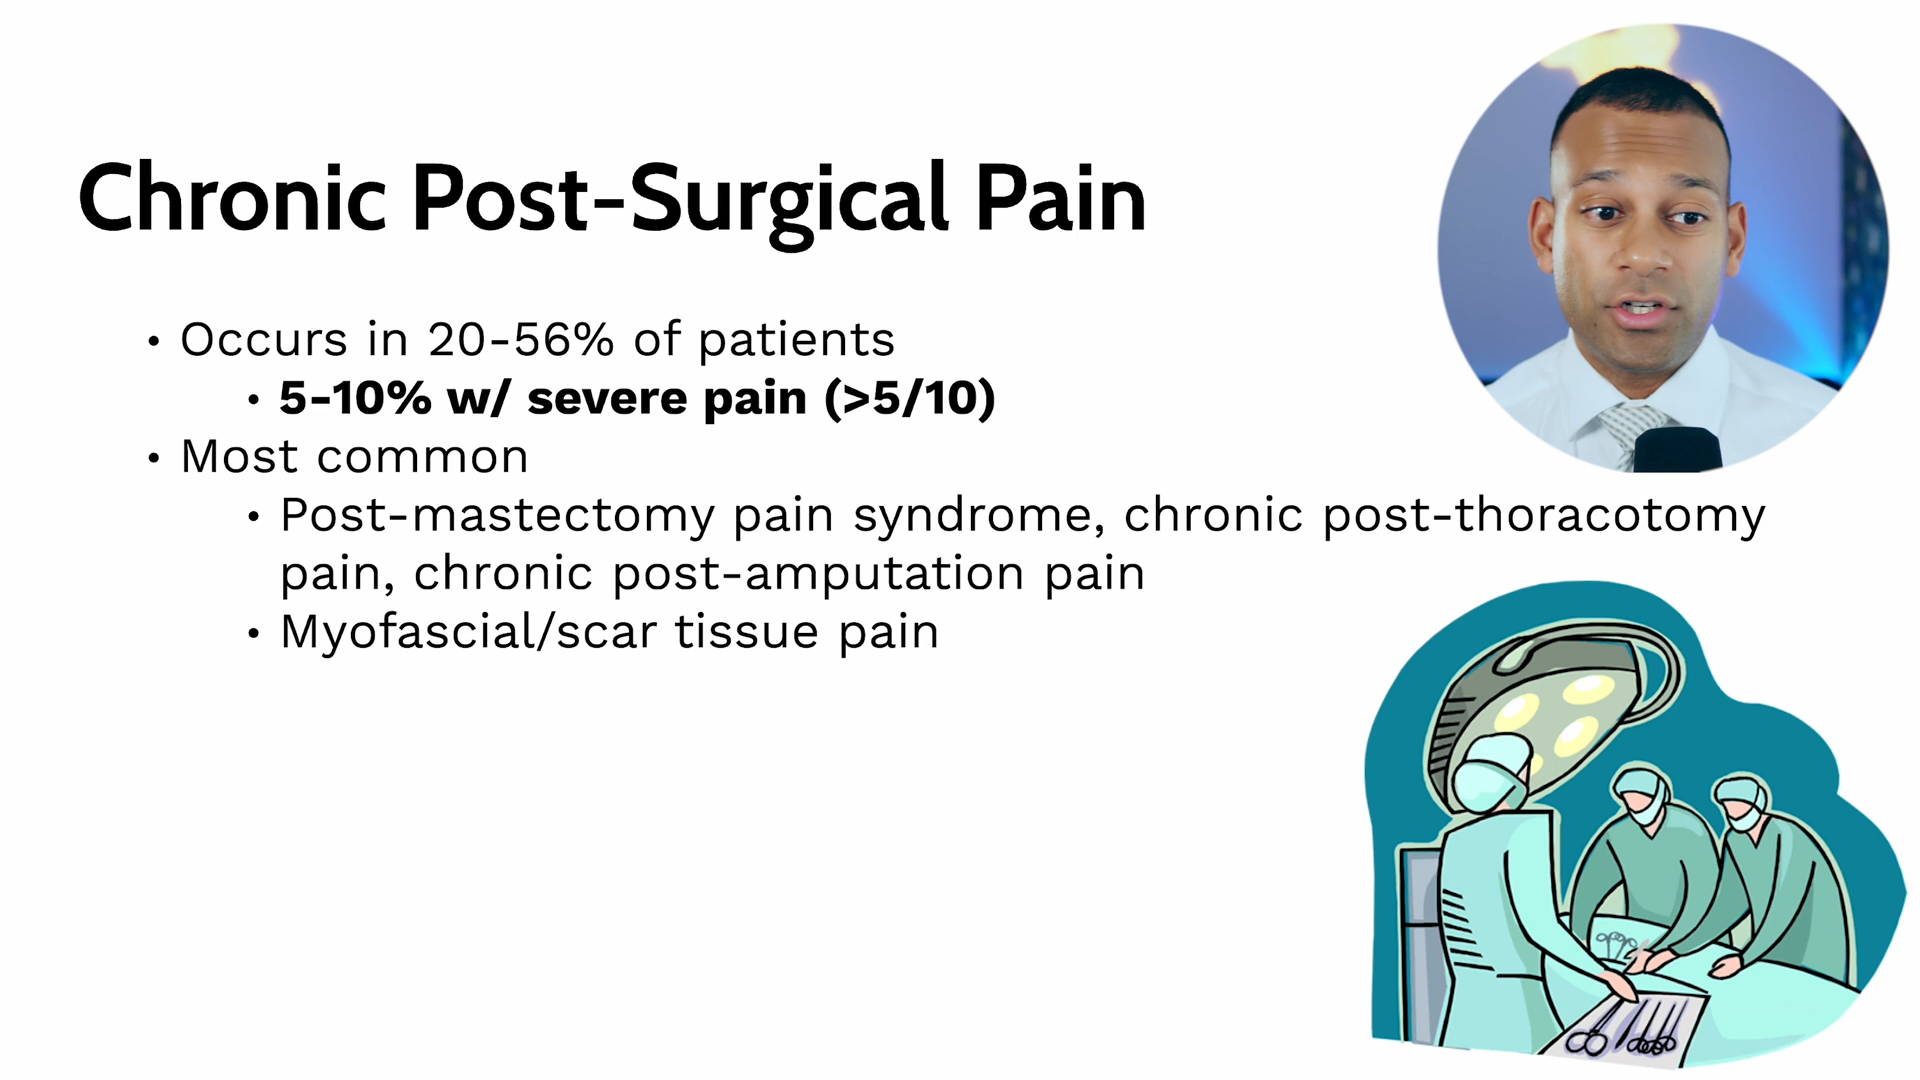 Chronic Post-Surgical Pain
• Occurs in 20-56% of patients
• 5-10% w/ severe pain (>5/10)
• Most common
• Post-mastectomy pain syndrome, chronic post-thoracotomy
pain, chronic post-amputation pain
• Myofascial/scar tissue pain